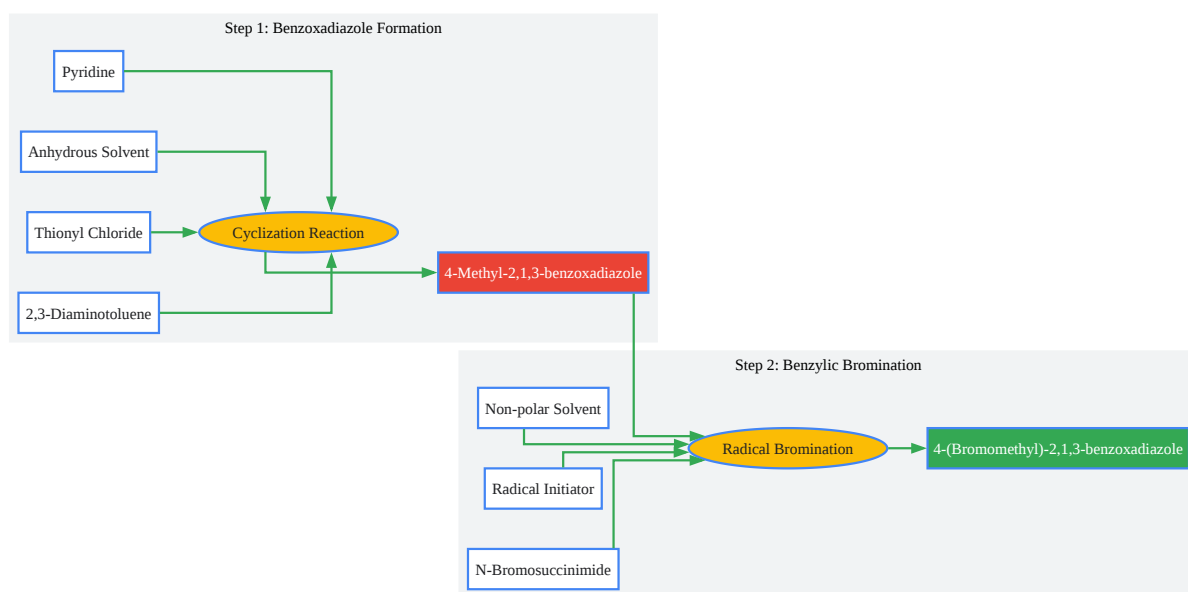 Step 1: Benzoxadiazole Formation
Pyridine
Anhydrous Solvent
Thionyl Chloride
Cyclization Reaction
4-Methyl-2,1,3-benzoxadiazole
2,3-Diaminotoluene
Step 2: Benzylic Bromination
Non-polar Solvent
Radical Bromination
4-(Bromomethyl)-2,1,3-benzoxadiazole
Radical Initiator
N-Bromosuccinimide